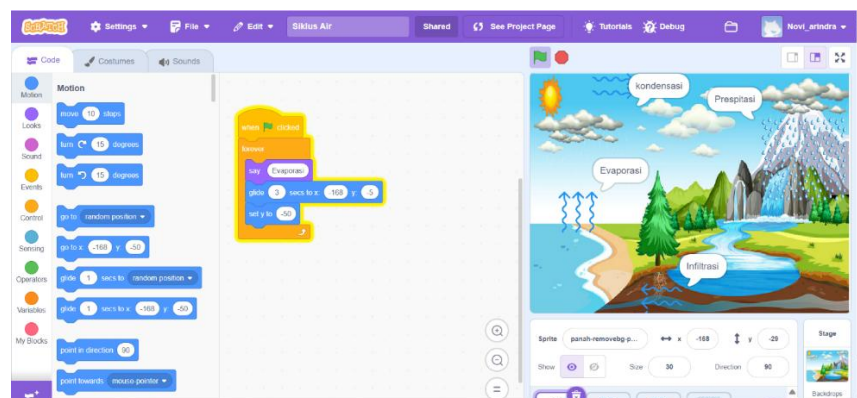 SCRATCH Settings File Edit Siklus Air Shared See Project Page Tutorials Debug Novi_arindra
Code Costumes Sounds
Motion
Looks
Sound
Events
Control
Sensing
Operators
Variables
My Blocks
Motion
move 10 steps
turn 15 degrees
turn 15 degrees
go to random position
go to x: -168 y: -50
glide 1 secs to random position
glide 1 secs to x: -168 y: -50
point in direction 90
point towards mouse-pointer
when clicked
forever
say Evaporasi
glide 3 secs to x: -168 y: -5
set y to -50
kondensasi
Prespitasi
Evaporasi
Infiltrasi
Sprite panah-removebg-p... x -168 y -29
Show Size 30 Direction 90
Stage
Backdrops